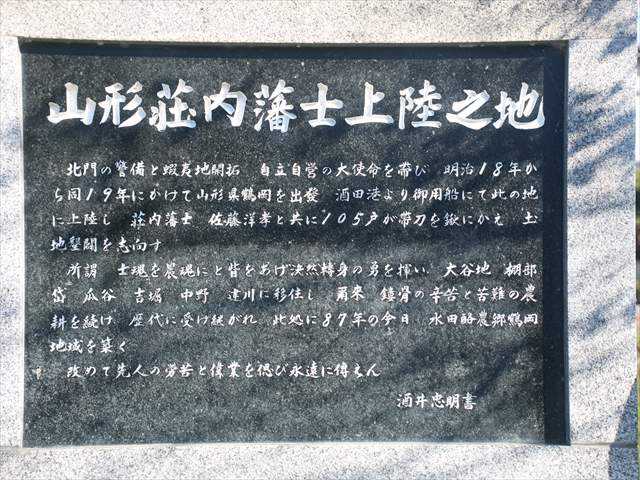 山形荘内藩士上陸之地
北門の警備と蝦夷地開拓 自立自営の大使命を帯び 明治18年か
ら同19年にかけて山形県鶴岡を出発 酒田港より御用船にて此の地
に上陸し 荘内藩士 佐藤洋孝と共に105戸が帯刀を鍬にかえ 土
地墾闢を志向す
所謂 士魂を農魂にと眥をあげ決然轉身の勇を揮い 大谷地 棚部
岱 瓜谷 吉堀 中野 達川に移住し 爾来 鏤骨の辛苦と苦難の農
耕を続け 歴代に受け継がれ 此処に87年の今日 水田酪農郷鶴岡
地域を築く
改めて先人の労苦と偉業を偲び永遠に傳えん
酒井忠明書